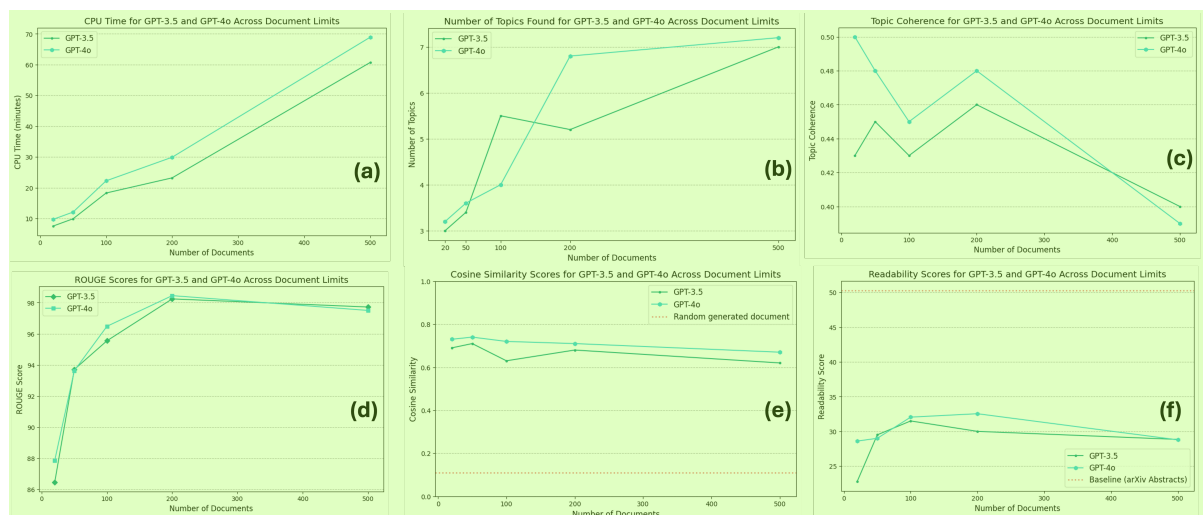 CPU Time for GPT-3.5 and GPT-4o Across Document Limits
GPT-3.5
GPT-4o
CPU Time (minutes)
70
60
50
40
30
20
10
0
100
200
300
400
500
Number of Documents
(a)
Number of Topics Found for GPT-3.5 and GPT-4o Across Document Limits
GPT-3.5
GPT-4o
Number of Topics
7
6
5
4
3
20
50
100
200
500
Number of Documents
(b)
Topic Coherence for GPT-3.5 and GPT-4o Across Document Limits
GPT-3.5
GPT-4o
Topic Coherence
0.50
0.48
0.46
0.44
0.42
0.40
0
100
200
300
400
500
Number of Documents
(c)
ROUGE Scores for GPT-3.5 and GPT-4o Across Document Limits
GPT-3.5
GPT-4o
ROUGE Score
98
96
94
92
90
88
86
0
100
200
300
400
500
Number of Documents
(d)
Cosine Similarity Scores for GPT-3.5 and GPT-4o Across Document Limits
GPT-3.5
GPT-4o
Random generated document
Cosine Similarity
1.0
0.8
0.6
0.4
0.2
0.0
0
100
200
300
400
500
Number of Documents
(e)
Readability Scores for GPT-3.5 and GPT-4o Across Document Limits
GPT-3.5
GPT-4o
Baseline (arXiv Abstracts)
Readability Score
50
45
40
35
30
25
0
100
200
300
400
500
Number of Documents
(f)